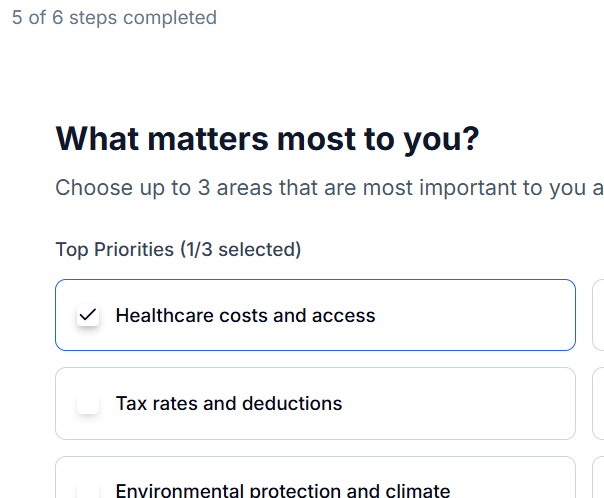 5 of 6 steps completed
What matters most to you?
Choose up to 3 areas that are most important to you a
Top Priorities (1/3 selected)
Healthcare costs and access
Tax rates and deductions
Environmental protection and climate